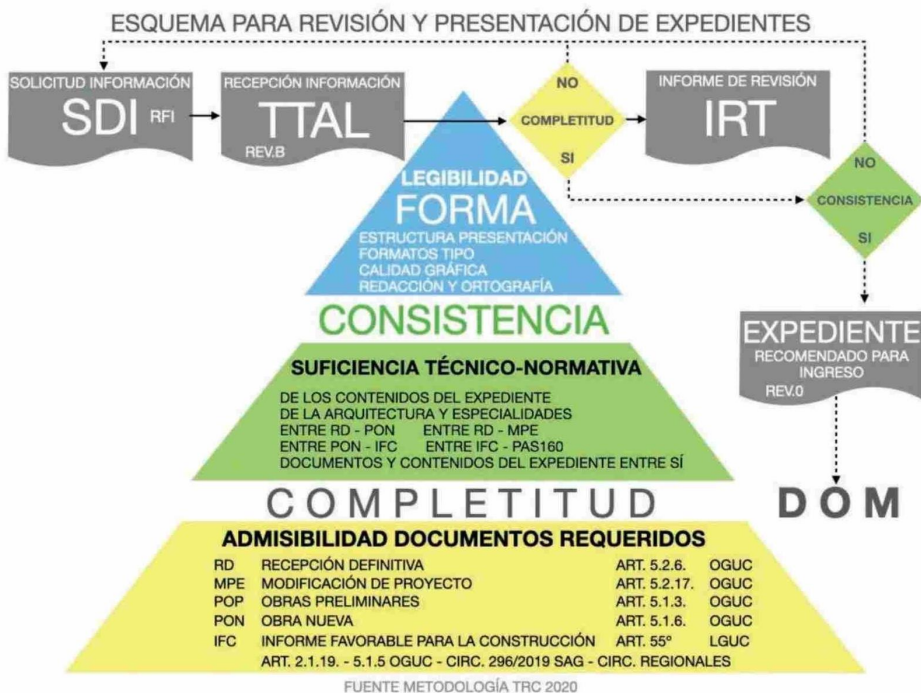 ESQUEMA PARA REVISIÓN Y PRESENTACIÓN DE EXPEDIENTES
SOLICITUD INFORMACIÓN
SDI RFI
RECEPCIÓN INFORMACIÓN
TTAL
REV.B
NO
COMPLETITUD
SI
INFORME DE REVISIÓN
IRT
NO
CONSISTENCIA
SI
EXPEDIENTE
RECOMENDADO PARA
INGRESO
REV.0
DOM
LEGIBILIDAD
FORMA
ESTRUCTURA PRESENTACIÓN
FORMATOS TIPO
CALIDAD GRÁFICA
REDACCIÓN Y ORTOGRAFÍA
CONSISTENCIA
SUFICIENCIA TÉCNICO-NORMATIVA
DE LOS CONTENIDOS DEL EXPEDIENTE
DE LA ARQUITECTURA Y ESPECIALIDADES
ENTRE RD - PON ENTRE RD - MPE
ENTRE PON - IFC ENTRE IFC - PAS160
DOCUMENTOS Y CONTENIDOS DEL EXPEDIENTE ENTRE SÍ
COMPLETITUD
ADMISIBILIDAD DOCUMENTOS REQUERIDOS
RD RECEPCIÓN DEFINITIVA ART. 5.2.6. OGUC
MPE MODIFICACIÓN DE PROYECTO ART. 5.2.17. OGUC
POP OBRAS PRELIMINARES ART. 5.1.3. OGUC
PON OBRA NUEVA ART. 5.1.6. OGUC
IFC INFORME FAVORABLE PARA LA CONSTRUCCIÓN ART. 55º LGUC
ART. 2.1.19. - 5.1.5 OGUC - CIRC. 296/2019 SAG - CIRC. REGIONALES
FUENTE METODOLOGÍA TRC 2020